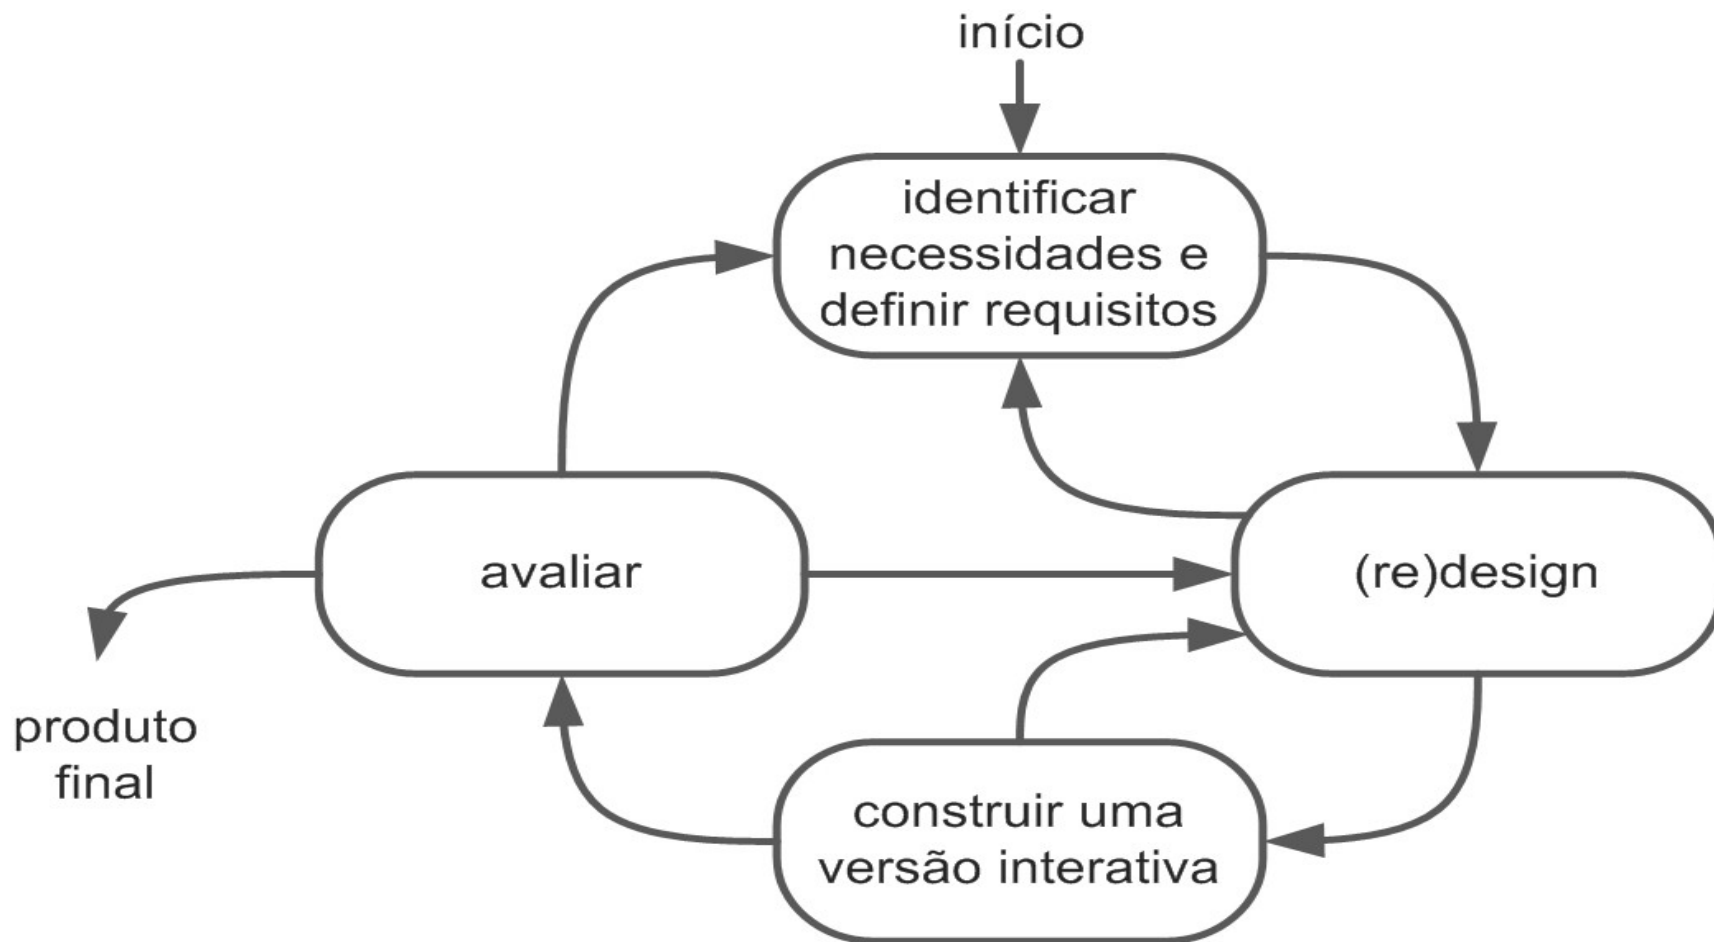 início
identificar
necessidades e
definir requisitos
avaliar
(re)design
produto
final
construir uma
versão interativa